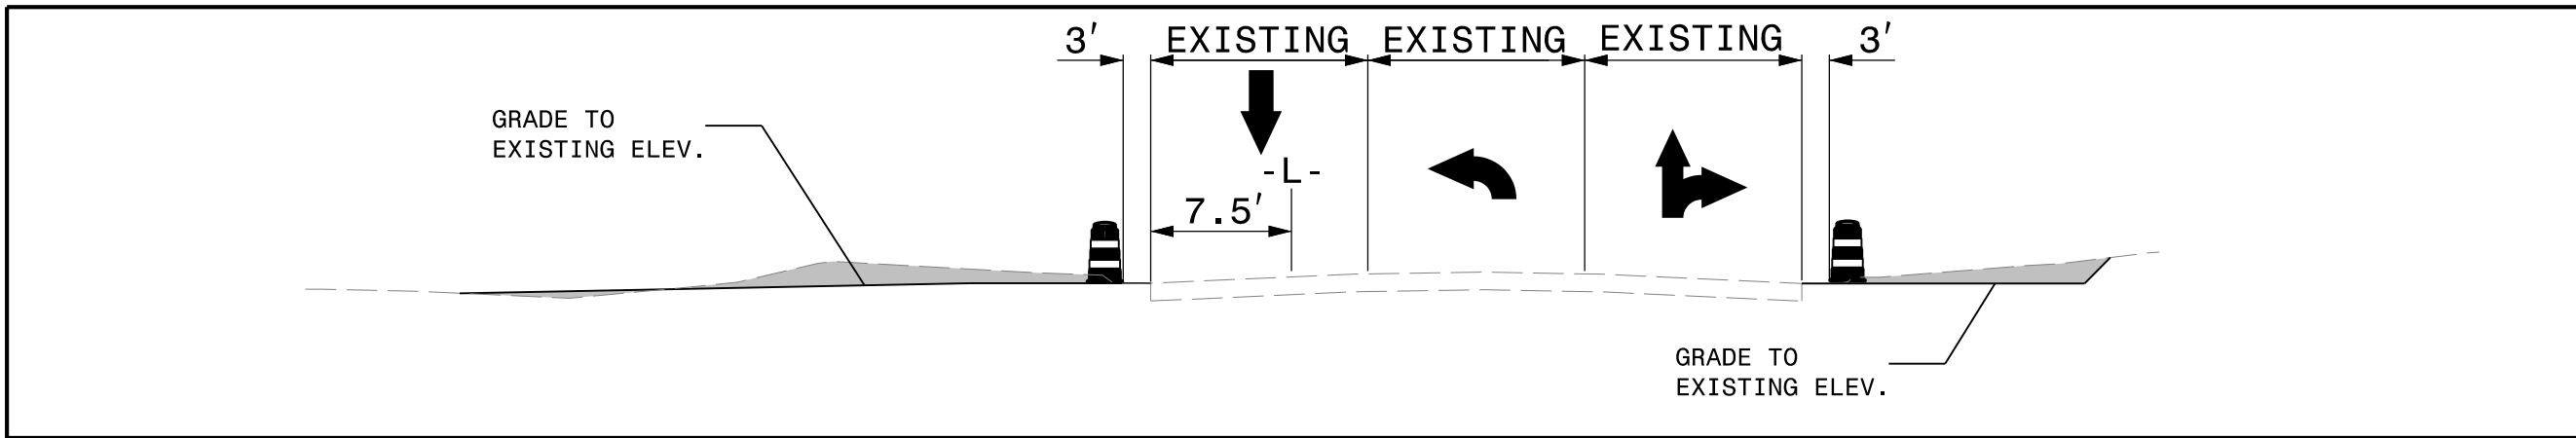 3' EXISTING EXISTING EXISTING 3'
GRADE TO
EXISTING ELEV.
-L-
7.5'
GRADE TO
EXISTING ELEV.